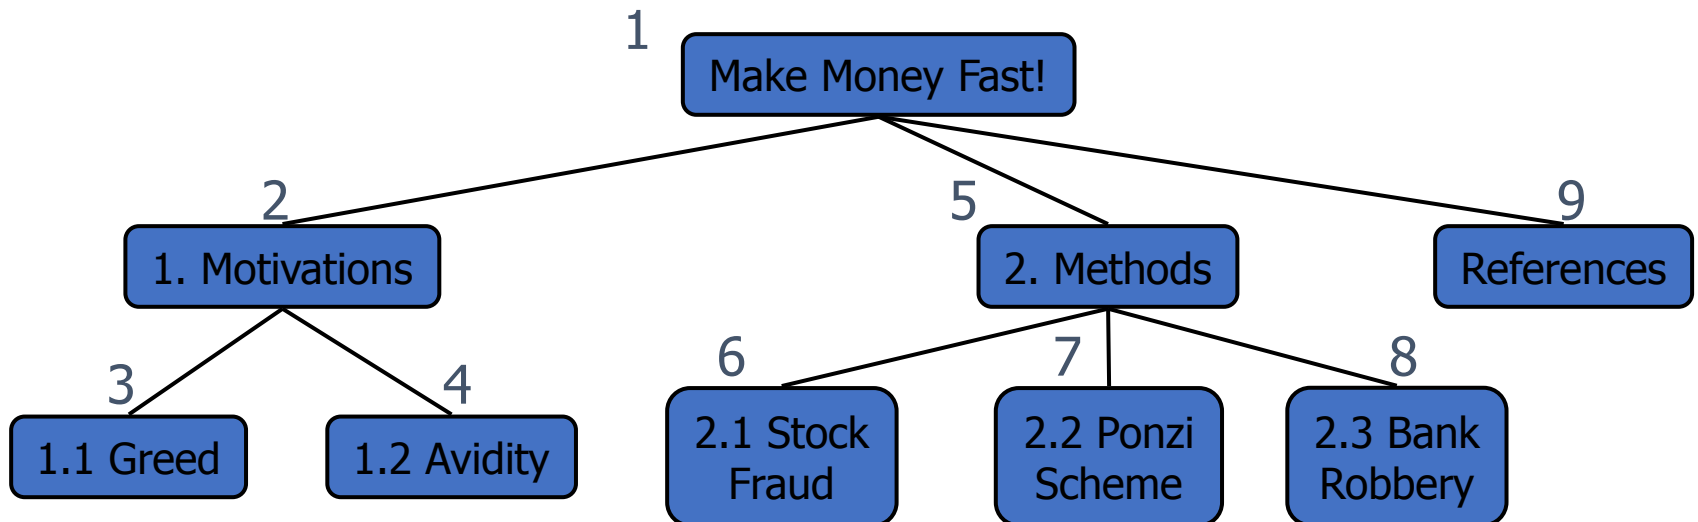 1
Make Money Fast!
2
5
9
1. Motivations
2. Methods
References
3
4
6
7
8
1.1 Greed
1.2 Avidity
2.1 Stock
Fraud
2.2 Ponzi
Scheme
2.3 Bank
Robbery